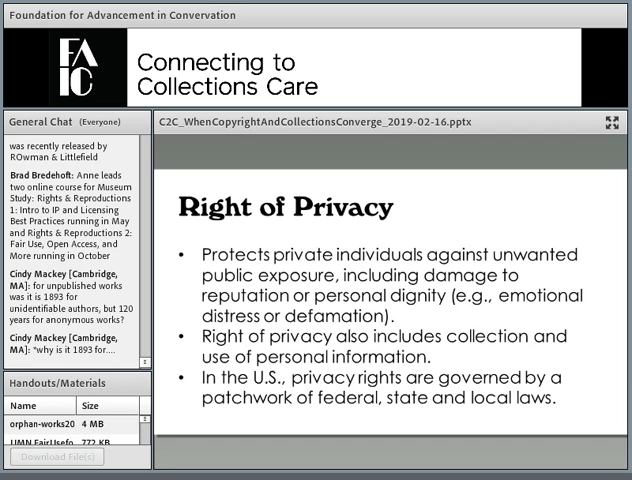 Foundation for Advancement in Convervation
FA
IC
Connecting to
Collections Care
General Chat (Everyone)
was recently released by
ROwman & Littlefield
Brad Bredehoft: Anne leads
two online course for Museum
Study: Rights & Reproductions
1: Intro to IP and Licensing
Best Practices running in May
and Rights & Reproductions 2:
Fair Use, Open Access, and
More running in October
Cindy Mackey [Cambridge,
MA]: for unpublished works
was it is 1893 for
unidentifiable authors, but 120
years for anonymous works?
Cindy Mackey [Cambridge,
MA]: *why is it 1893 for....
Handouts/Materials
Name Size
orphan-works20 4 MB
UMN FairUsefo 772 KB
Download File(s)
C2C_WhenCopyrightAndCollectionsConverge_2019-02-16.pptx
Right of Privacy
• Protects private individuals against unwanted
public exposure, including damage to
reputation or personal dignity (e.g., emotional
distress or defamation).
• Right of privacy also includes collection and
use of personal information.
• In the U.S., privacy rights are governed by a
patchwork of federal, state and local laws.